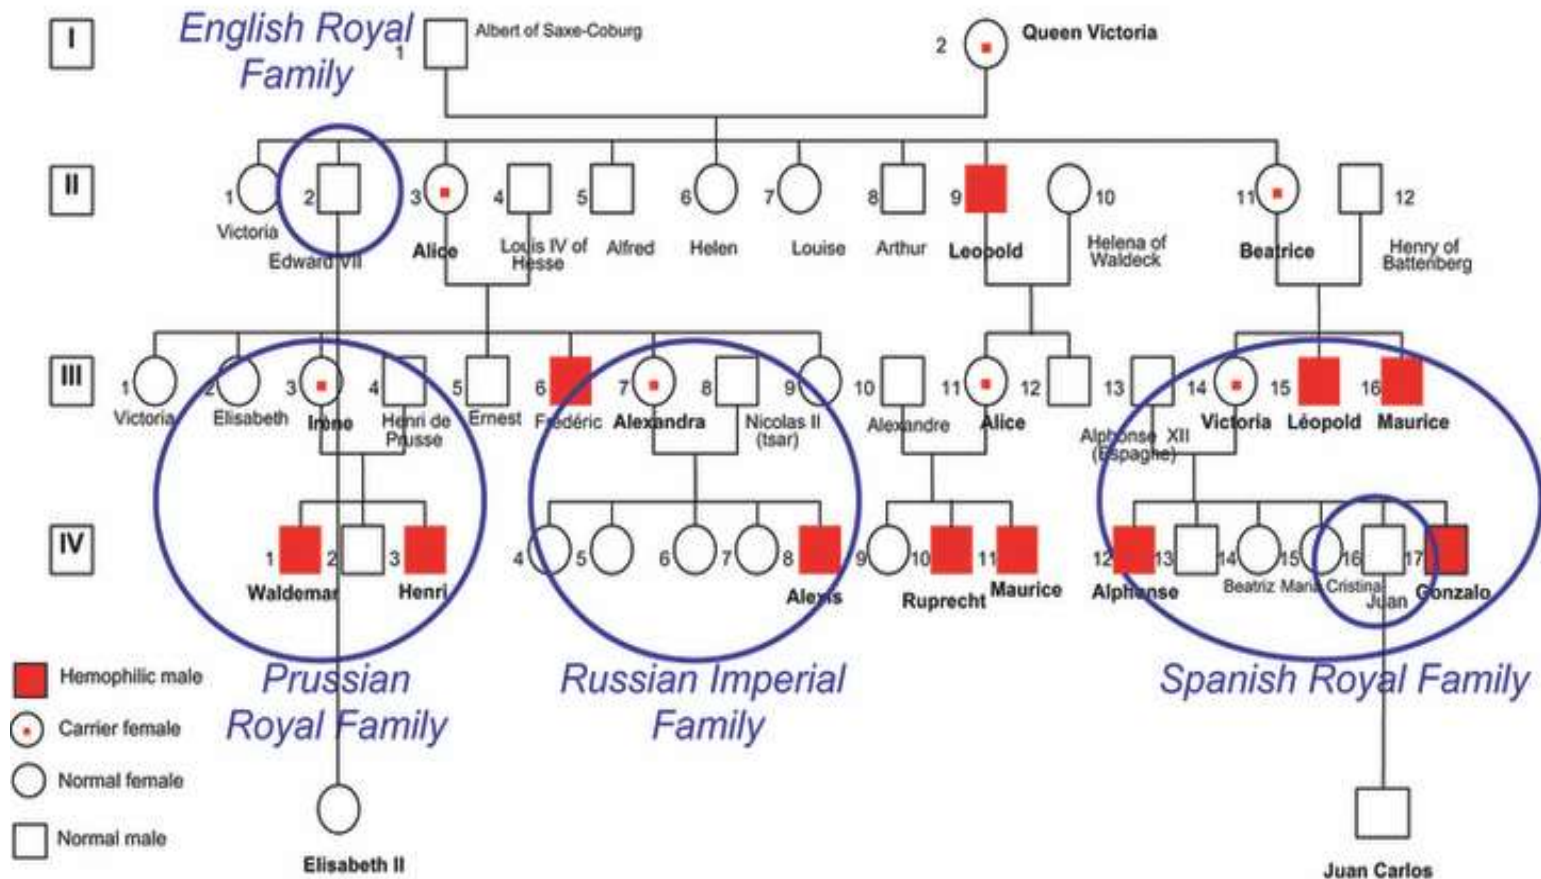 I
English Royal
Family
1
Albert of Saxe-Coburg
2
Queen Victoria
II
1
Victoria
2
Edward VII
3
Alice
4
Louis IV of
Hesse
5
Alfred
6
Helen
7
Louise
8
Arthur
9
Leopold
10
Helena of
Waldeck
11
Beatrice
12
Henry of
Battenberg
III
1
Victoria
2
Elisabeth
3
Irène
4
Henri de
Prusse
5
Ernest
6
Frédéric
7
Alexandra
8
Nicolas II
(tsar)
9
10
Alexandre
11
Alice
12
13
Alphonse XII
(Espagne)
14
Victoria
15
Léopold
16
Maurice
IV
1
Waldemar
2
3
Henri
4
5
6
7
8
Alexis
9
10
Ruprecht
11
Maurice
12
Alphonse
13
14
Beatriz
15
Maria Cristina
16
Juan
17
Gonzalo
Prussian
Royal Family
Russian Imperial
Family
Spanish Royal Family
Hemophilic male
Carrier female
Normal female
Normal male
Elisabeth II
Juan Carlos